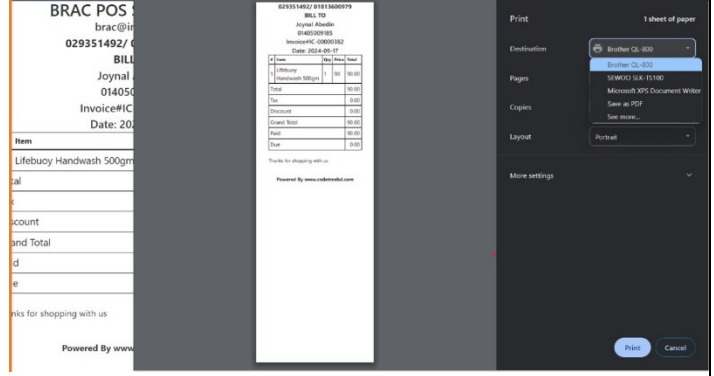 BRAC POS S
brac@in
029351492/ 0
BILL
Joynal
01405
Invoice#IC
Date: 20
Item
Lifebuoy Handwash 500gm
tal
scount
and Total
d
e
nks for shopping with us
Powered By www
029351492/ 01813600979
BILL TO
Joynal Abedin
01405009185
Invoice#IC-00000382
Date: 2024-09-17
# Item Qty Price Total
1 Lifebuoy Handwash 500gm 1 90 90.00
Total 90.00
Tax 0.00
Discount 0.00
Grand Total 90.00
Paid 90.00
Due 0.00
Thanks for shopping with us
Powered By www.codetreebd.com
Print 1 sheet of paper
Destination Brother QL-800
Brother QL-800
SEWOO SLK-TS100
Microsoft XPS Document Writer
Save as PDF
See more...
Pages
Copies
Layout Portrait
More settings
Print Cancel